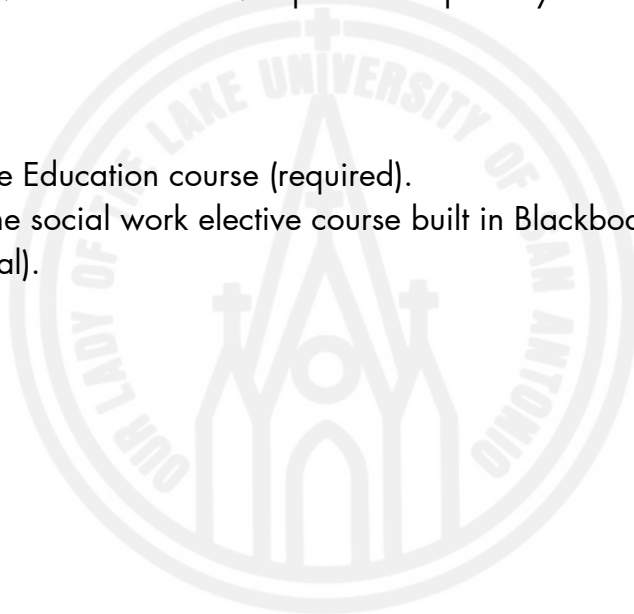 e Education course (required).
ne social work elective course built in Blackboa
al).
OUR LADY OF THE LAKE UNIVERSITY OF SAN ANTONIO